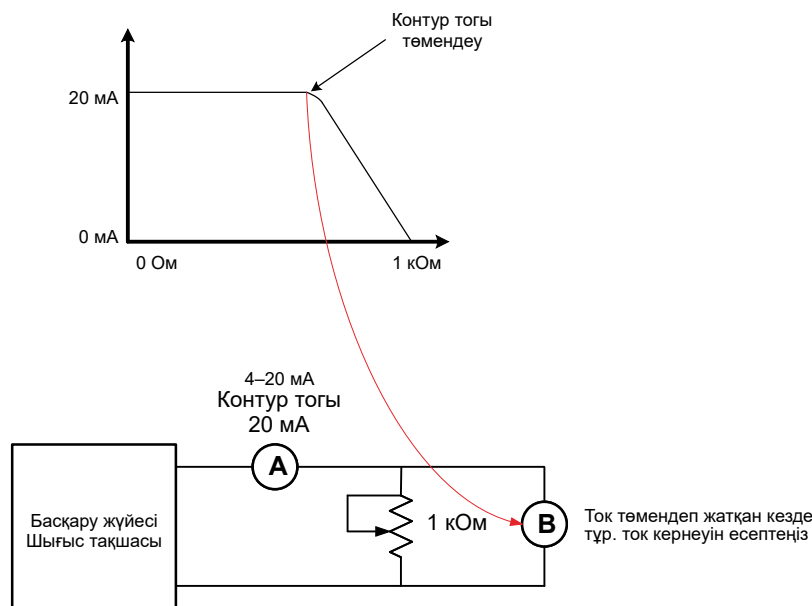 Контур тогы
төмендеу
20 мА
0 мА
0 Ом
1 кОм
4–20 мА
Контур тогы
20 мА
A
Басқару жүйесі
Шығыс тақшасы
1 кОм
B
Ток төмендеп жатқан кезде
тұр. ток кернеуін есептеңіз